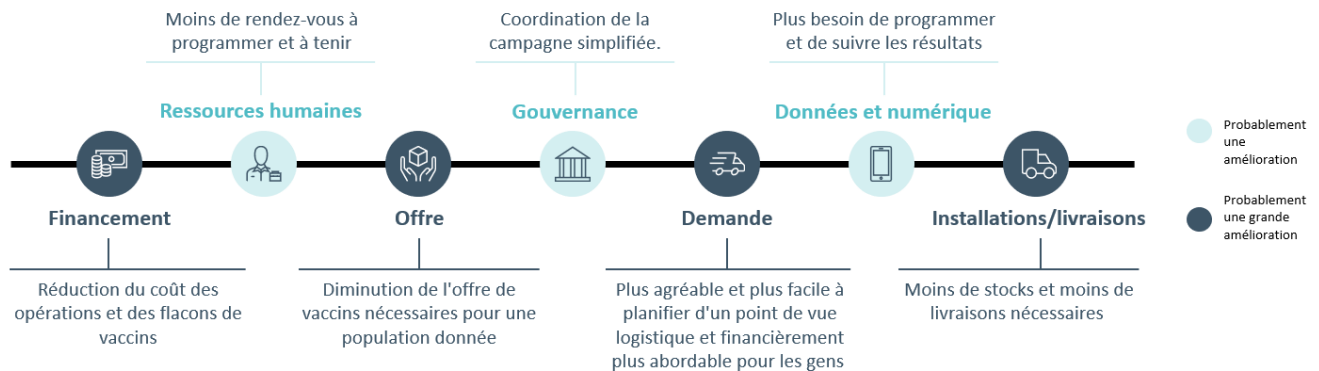 Moins de rendez-vous à
programmer et à tenir
Ressources humaines
Coordination de la
campagne simplifiée.
Gouvernance
Plus besoin de programmer
et de suivre les résultats
Données et numérique
Financement
Réduction du coût des
opérations et des flacons de
vaccins
Offre
Diminution de l'offre de
vaccins nécessaires pour une
population donnée
Demande
Plus agréable et plus facile à
planifier d'un point de vue
logistique et financièrement
plus abordable pour les gens
Installations/livraisons
Moins de stocks et moins de
livraisons nécessaires
Probablement
une
amélioration
Probablement
une grande
amélioration